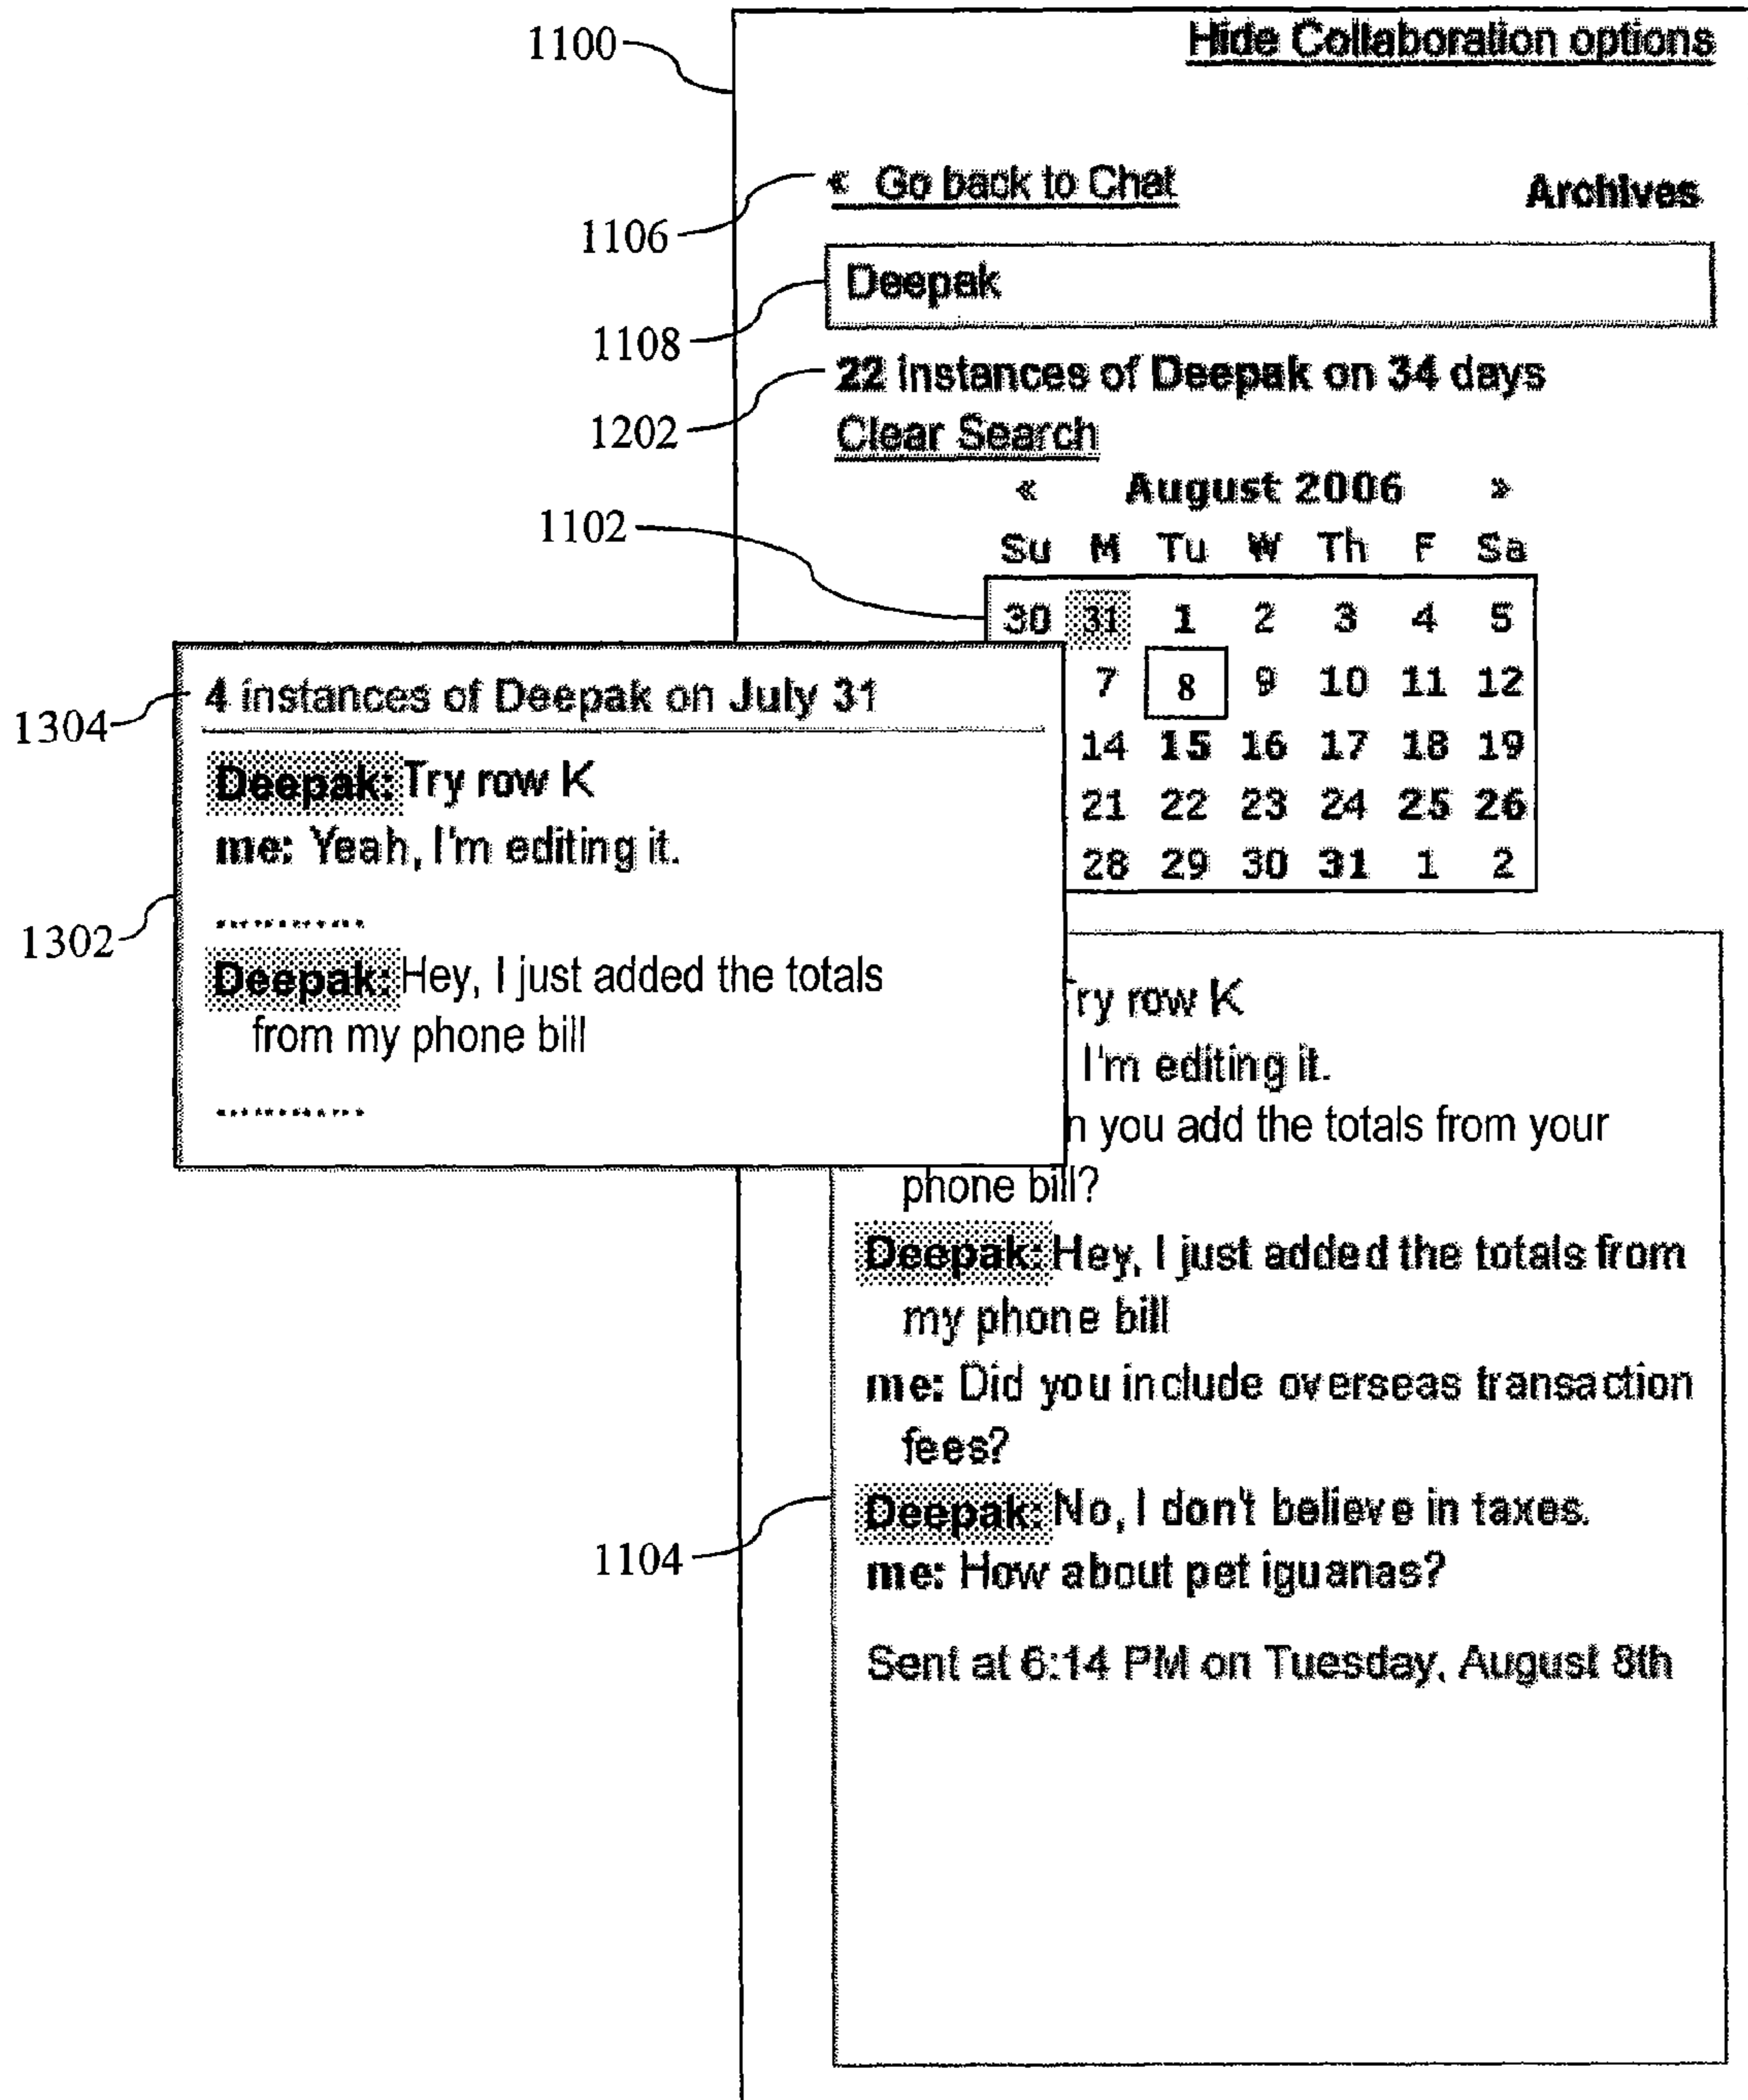 1100
Hide Collaboration options
« Go back to Chat
Archives
1106
Deepak
1108
22 instances of Deepak on 34 days
1202
Clear Search
« August 2006 »
1102
Su M Tu W Th F Sa
30 31 1 2 3 4 5
7 8 9 10 11 12
14 15 16 17 18 19
21 22 23 24 25 26
28 29 30 31 1 2
1304
4 instances of Deepak on July 31
Deepak: Try row K
me: Yeah, I'm editing it.
............
1302
Deepak: Hey, I just added the totals
from my phone bill
............
ry row K
I'm editing it.
n you add the totals from your
phone bill?
Deepak: Hey, I just added the totals from
my phone bill
me: Did you include overseas transaction
fees?
Deepak: No, I don't believe in taxes.
1104
me: How about pet iguanas?
Sent at 6:14 PM on Tuesday, August 8th